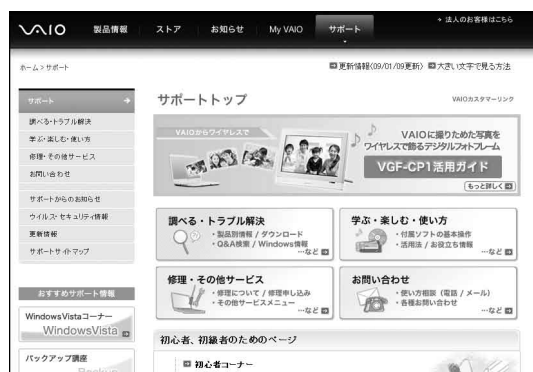 VAIO
製品情報
ストア
お知らせ
My VAIO
サポート
法人のお客様はこちら
ホーム > サポート
更新情報(09/01/09更新)
大きい文字で見る方法
サポート
調べる・トラブル解決
学ぶ・楽しむ・使い方
修理・その他サービス
お問い合わせ
サポートからのお知らせ
ウイルス・セキュリティ情報
更新情報
サポートサイトマップ
おすすめサポート情報
Windows Vistaコーナー
WindowsVista
バックアップ講座
Backup
サポートトップ
VAIOカスタマーリンク
VAIOからワイヤレスで
VAIOに撮りためた写真を
ワイヤレスで飾るデジタルフォトフレーム
VGF-CP1活用ガイド
もっと詳しく
調べる・トラブル解決
・製品別情報 / ダウンロード
・Q&A検索 / Windows情報
…など
学ぶ・楽しむ・使い方
・付属ソフトの基本操作
・活用法 / お役立ち情報
…など
修理・その他サービス
・修理について / 修理申し込み
・その他サービスメニュー
…など
お問い合わせ
・使い方相談 (電話 / メール)
・各種お問い合わせ
…など
初心者、初級者のためのページ
初心者コーナー